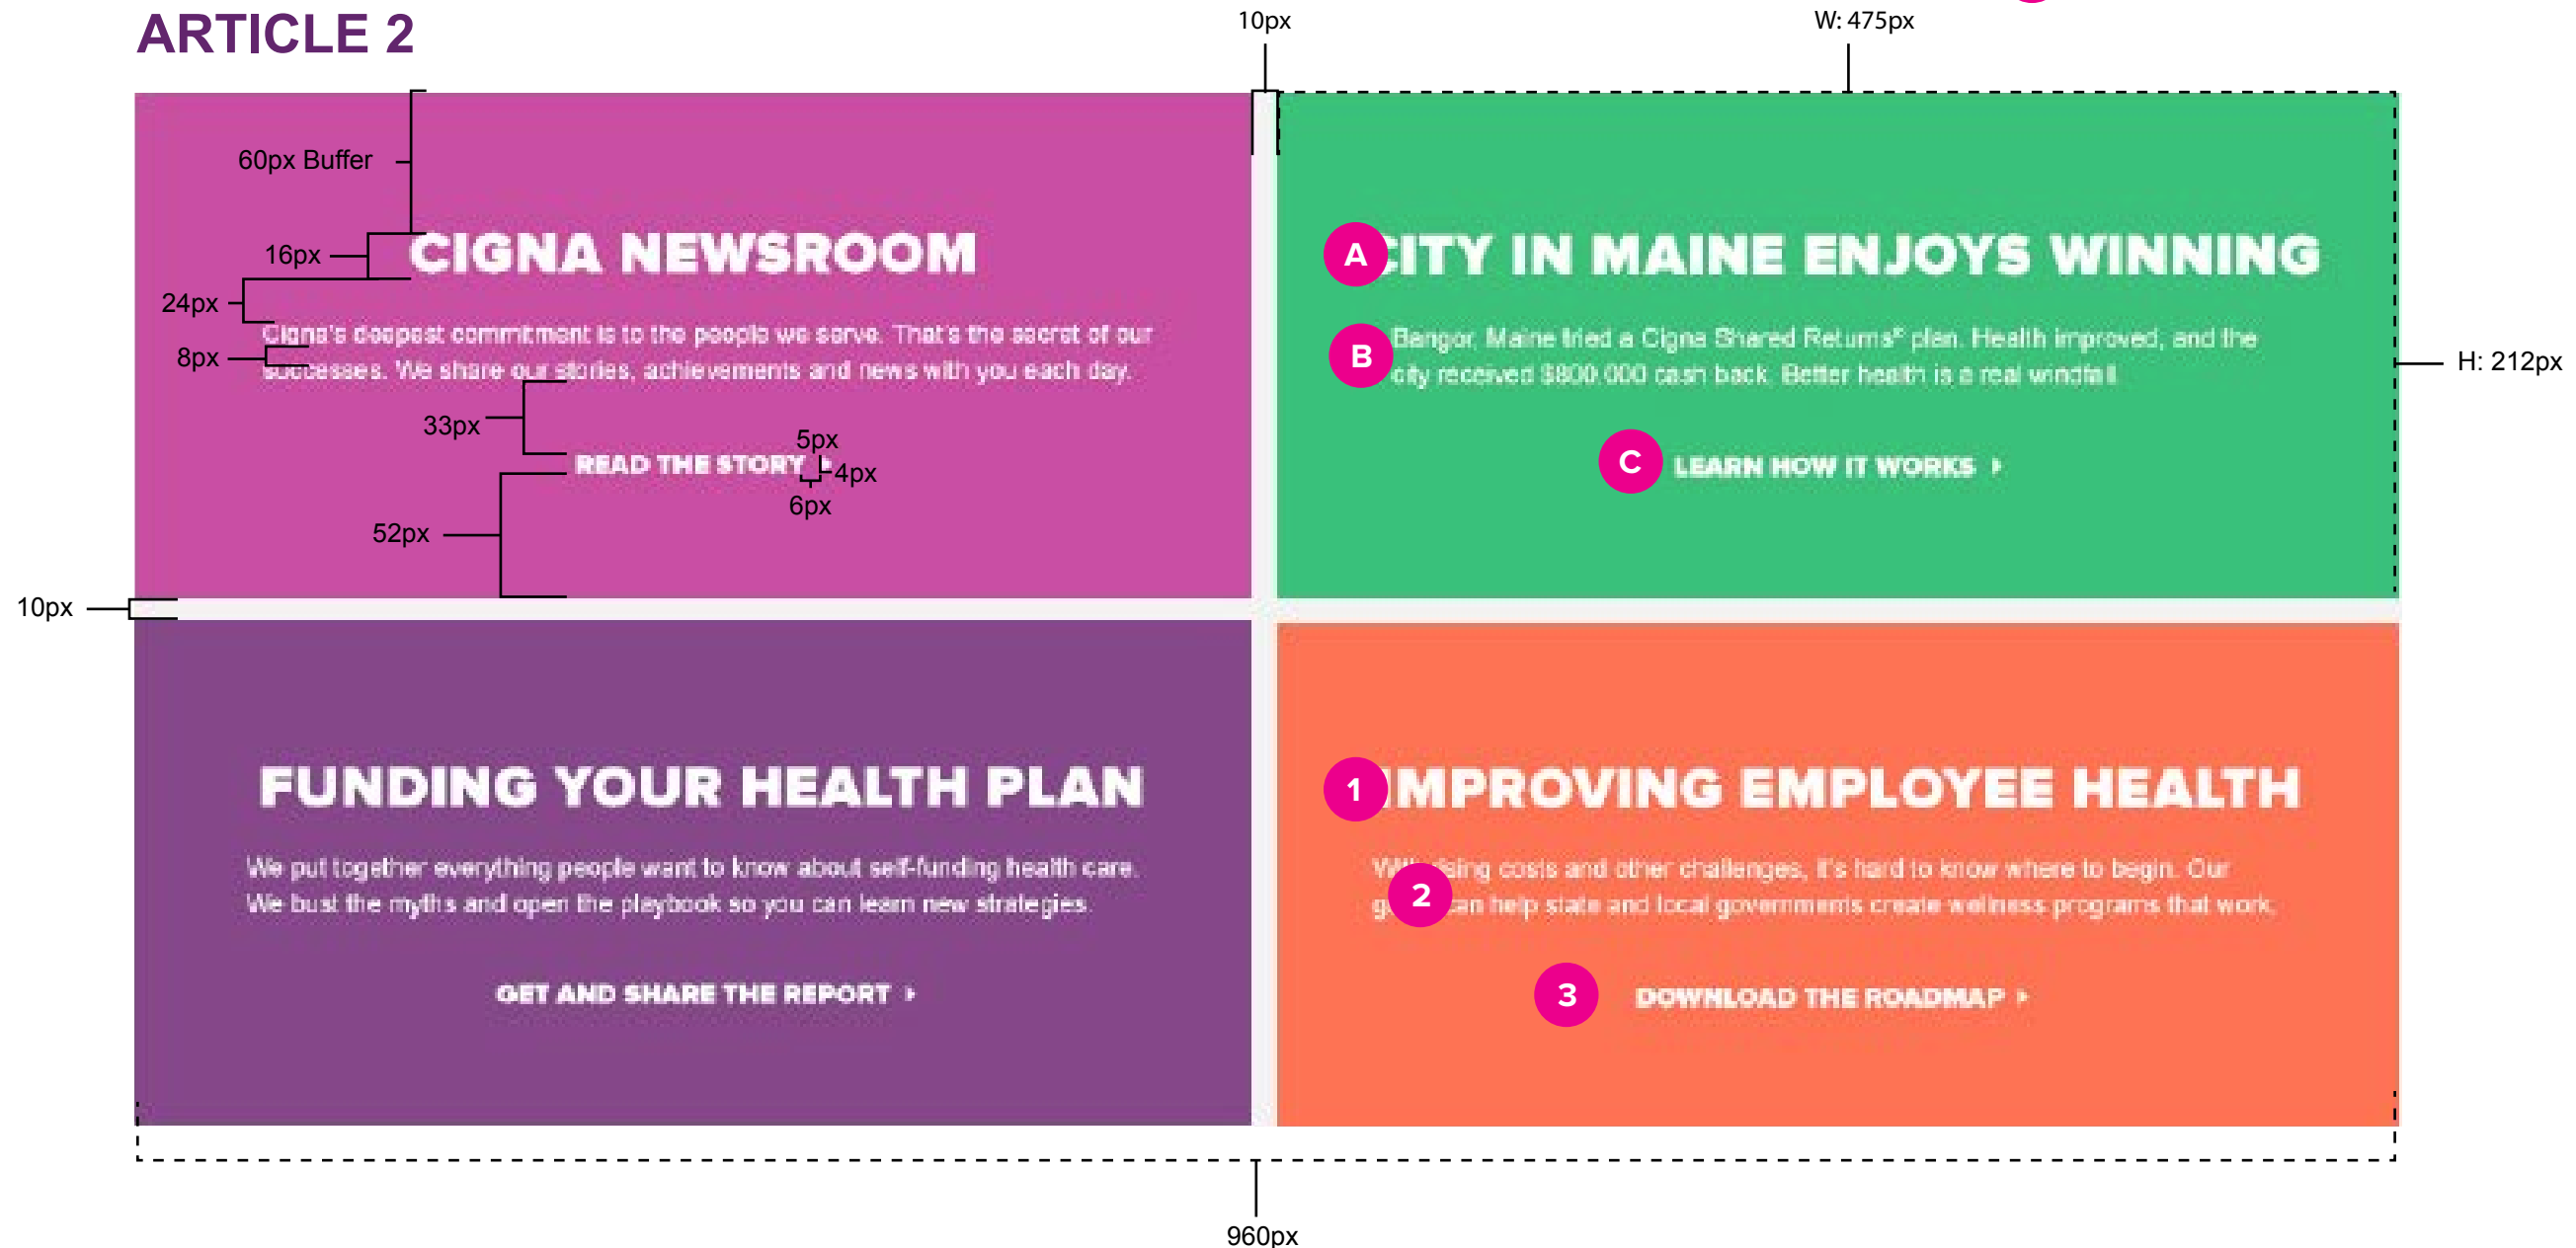 ARTICLE 2
10px
W: 475px
60px Buffer
16px
CIGNA NEWSROOM
24px
Cigna's deepest commitment is to the people we serve. That's the secret of our
8px
successes. We share our stories, achievements and news with you each day.
33px
READ THE STORY
5px
4px
6px
52px
A
CITY IN MAINE ENJOYS WINNING
B
Bangor, Maine tried a Cigna Shared Returns® plan. Health improved, and the
city received $800,000 cash back. Better health is a real windfall.
C
LEARN HOW IT WORKS
H: 212px
10px
FUNDING YOUR HEALTH PLAN
We put together everything people want to know about self-funding health care.
We bust the myths and open the playbook so you can learn new strategies.
GET AND SHARE THE REPORT
1
IMPROVING EMPLOYEE HEALTH
2
With rising costs and other challenges, it's hard to know where to begin. Our
can help state and local governments create wellness programs that work.
3
DOWNLOAD THE ROADMAP
960px